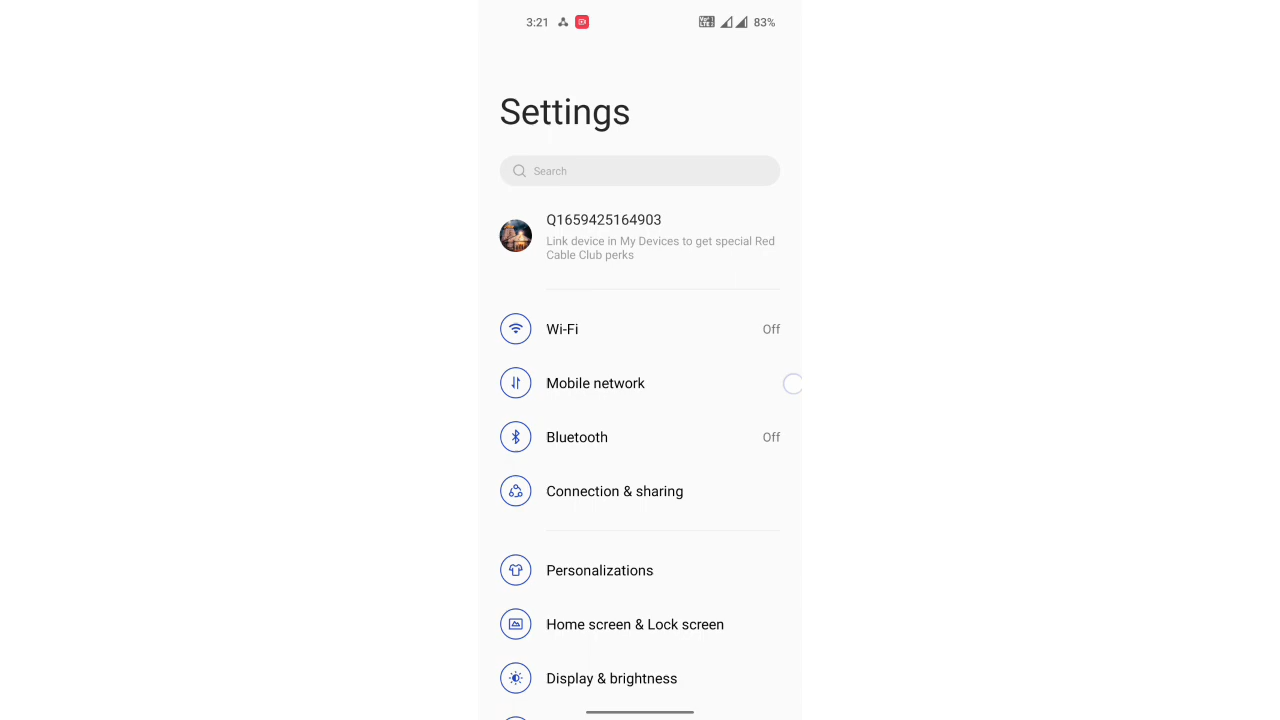 3:21 83%
Settings
Search
Q1659425164903
Link device in My Devices to get special Red
Cable Club perks
Wi-Fi Off
Mobile network
Bluetooth Off
Connection & sharing
Personalizations
Home screen & Lock screen
Display & brightness